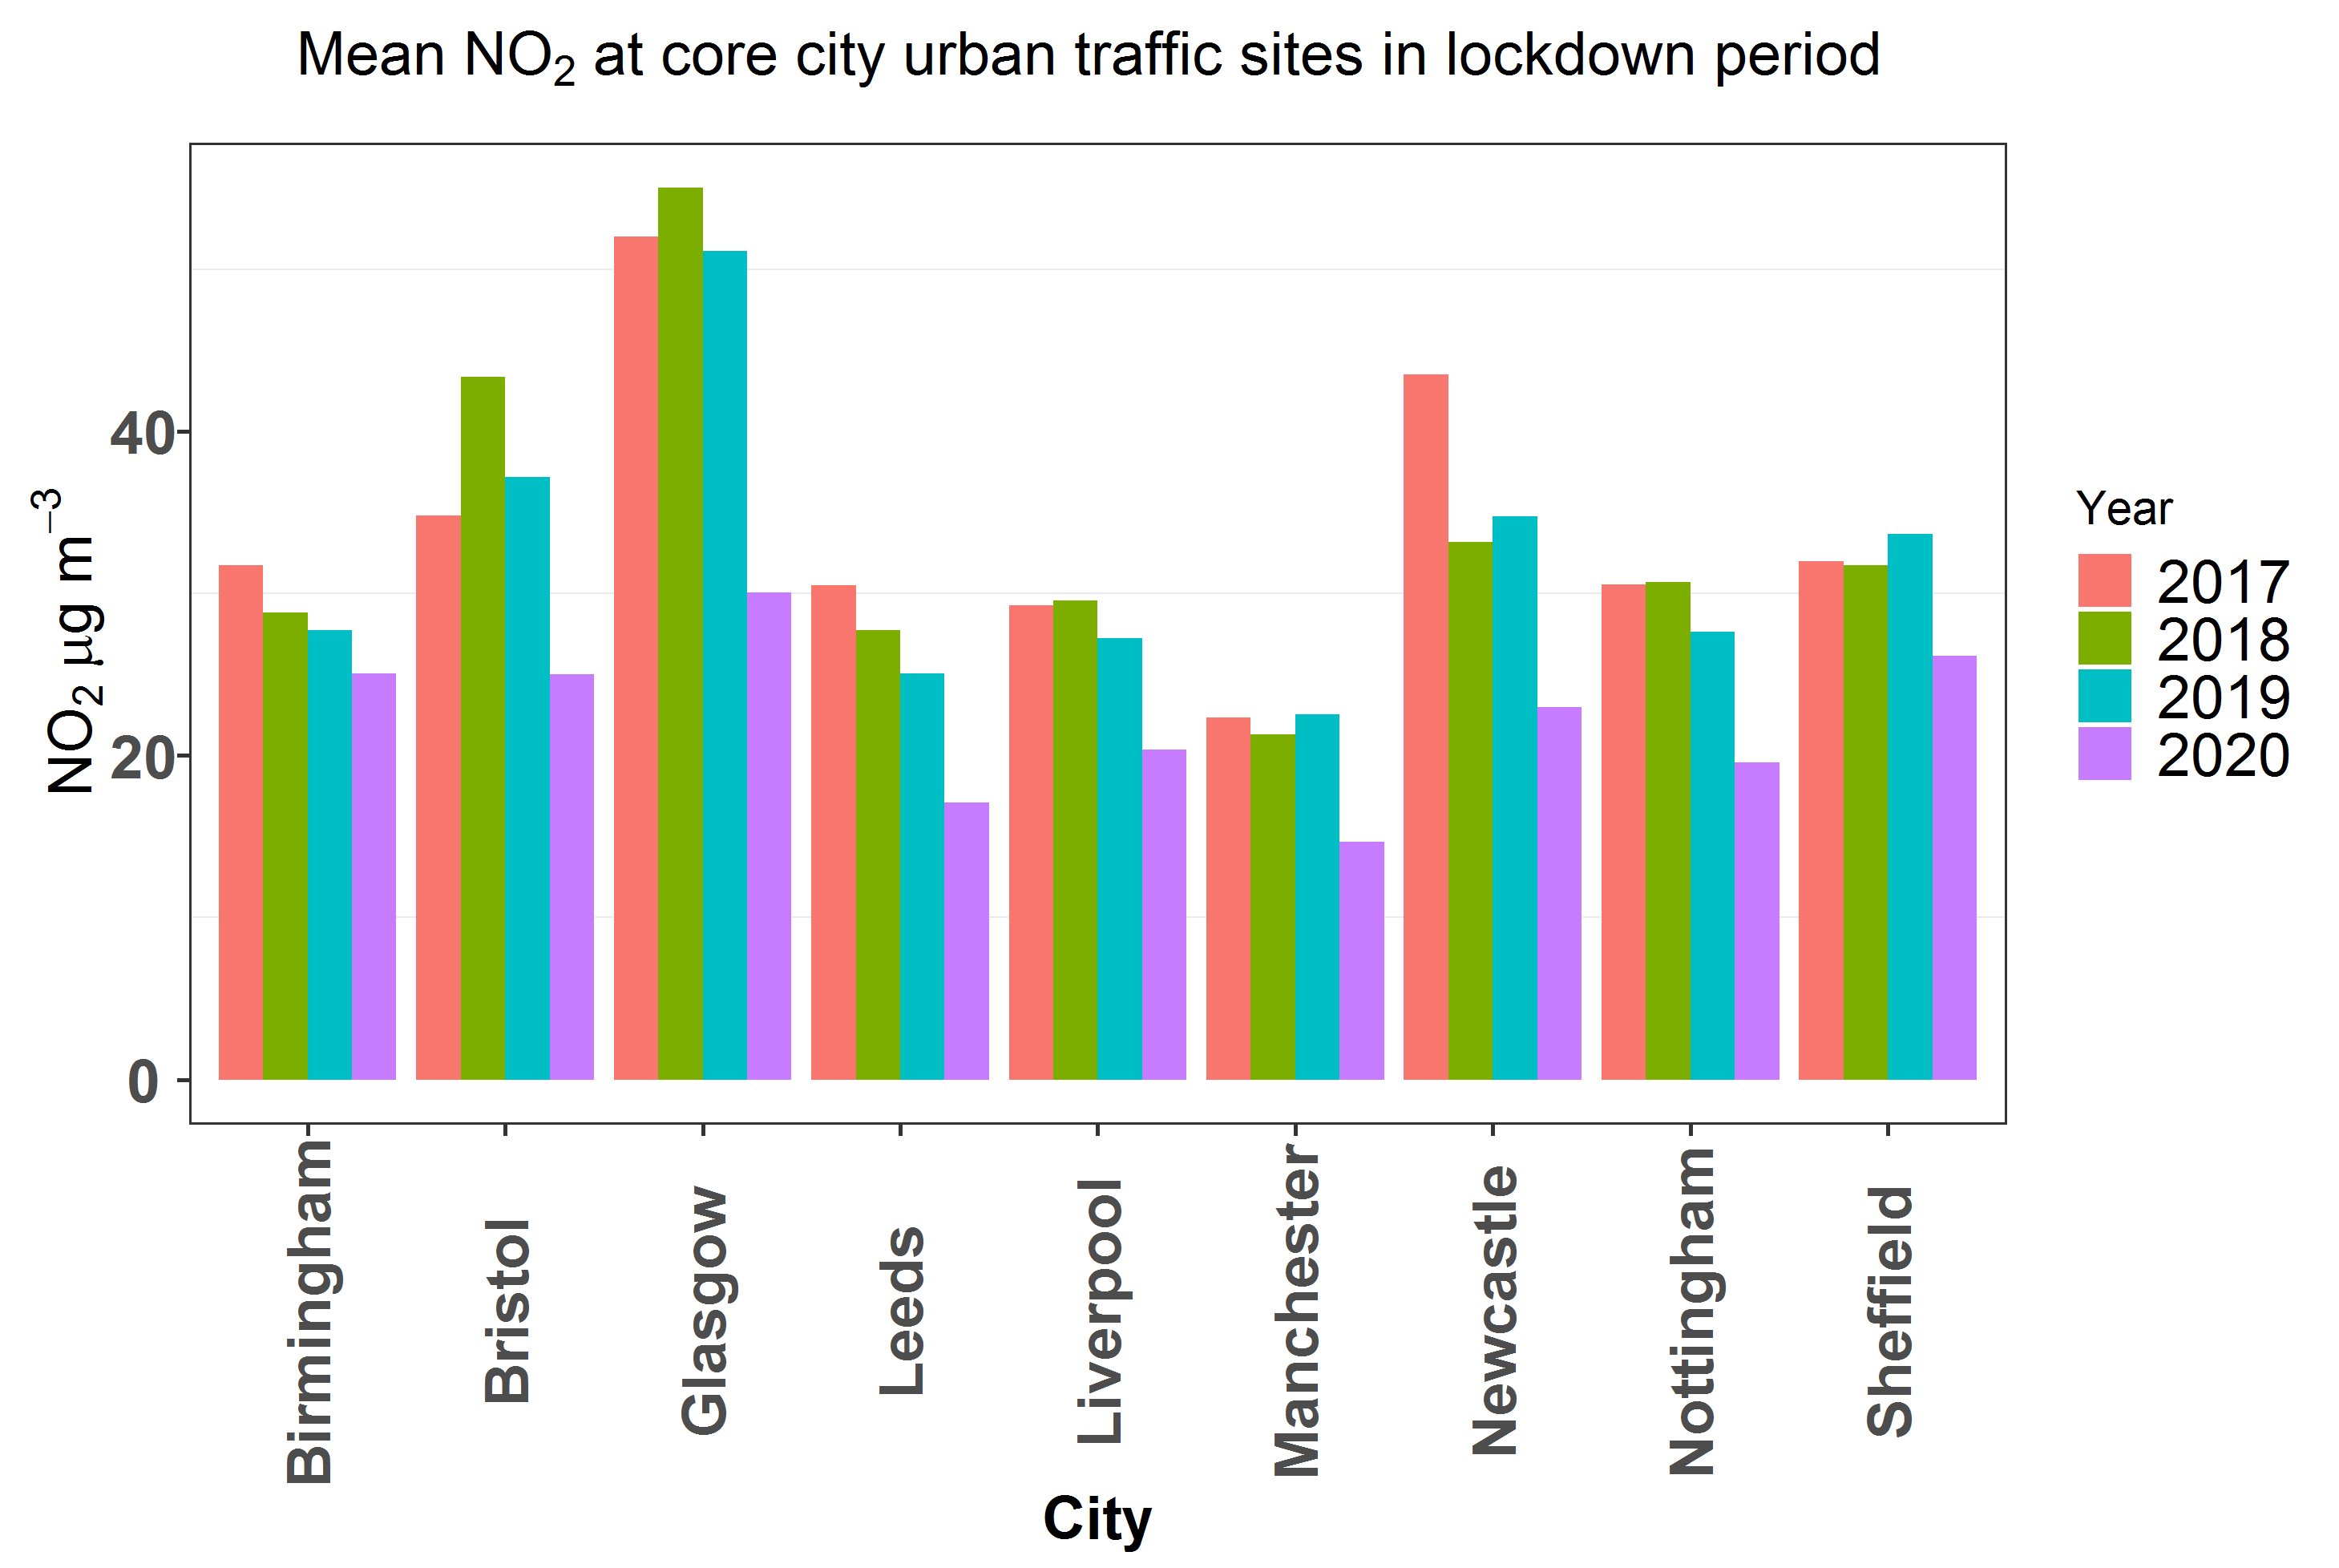 Mean NO₂ at core city urban traffic sites in lockdown period
NO₂ µg m⁻³
40
20
0
Birmingham
Bristol
Glasgow
Leeds
Liverpool
Manchester
Newcastle
Nottingham
Sheffield
City
Year
2017
2018
2019
2020